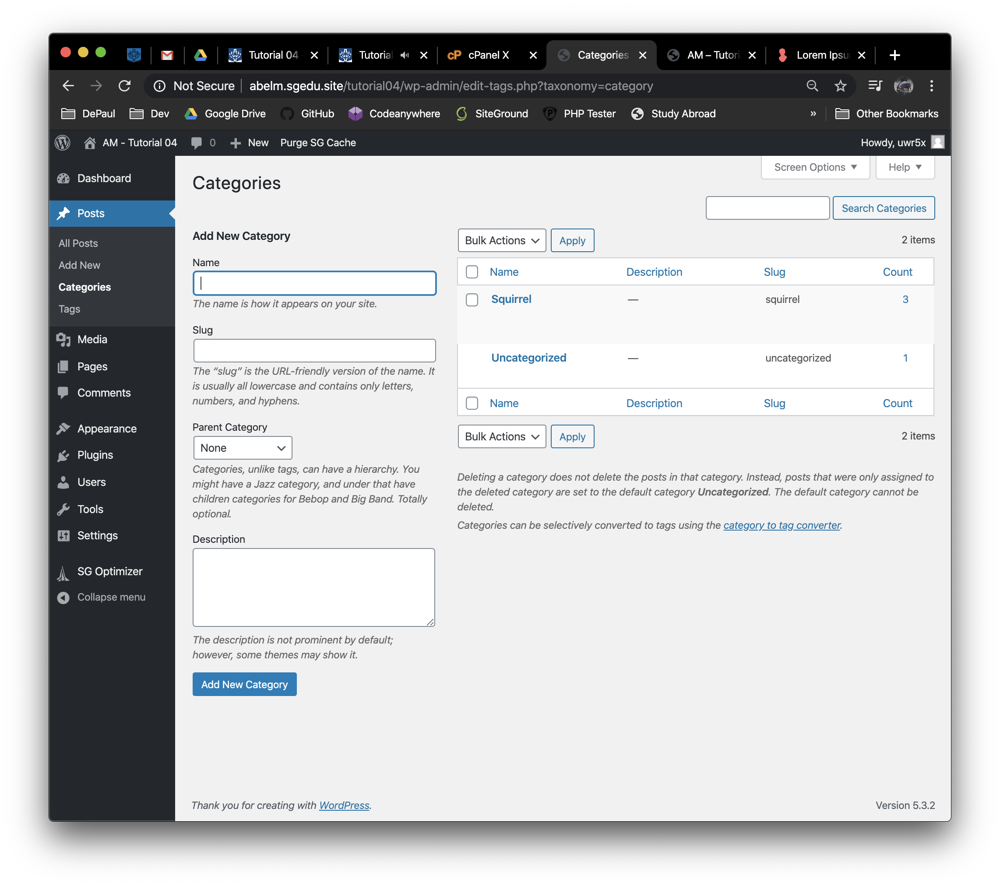 Tutorial 04
Tutorial
cP cPanel X
Categories
AM – Tutori
Lorem Ipsu
Not Secure abelm.sgedu.site/tutorial04/wp-admin/edit-tags.php?taxonomy=category
DePaul Dev Google Drive GitHub Codeanywhere SiteGround PHP Tester Study Abroad » Other Bookmarks
AM - Tutorial 04 0 New Purge SG Cache Howdy, uwr5x
Dashboard
Posts
All Posts
Add New
Categories
Tags
Media
Pages
Comments
Appearance
Plugins
Users
Tools
Settings
SG Optimizer
Collapse menu
Screen Options Help
Categories
Search Categories
Add New Category
Name
The name is how it appears on your site.
Slug
The “slug” is the URL-friendly version of the name. It
is usually all lowercase and contains only letters,
numbers, and hyphens.
Parent Category
None
Categories, unlike tags, can have a hierarchy. You
might have a Jazz category, and under that have
children categories for Bebop and Big Band. Totally
optional.
Description
The description is not prominent by default;
however, some themes may show it.
Add New Category
Bulk Actions Apply 2 items
Name Description Slug Count
Squirrel — squirrel 3
Uncategorized — uncategorized 1
Name Description Slug Count
Bulk Actions Apply 2 items
Deleting a category does not delete the posts in that category. Instead, posts that were only assigned to
the deleted category are set to the default category Uncategorized. The default category cannot be
deleted.
Categories can be selectively converted to tags using the category to tag converter.
Thank you for creating with WordPress. Version 5.3.2